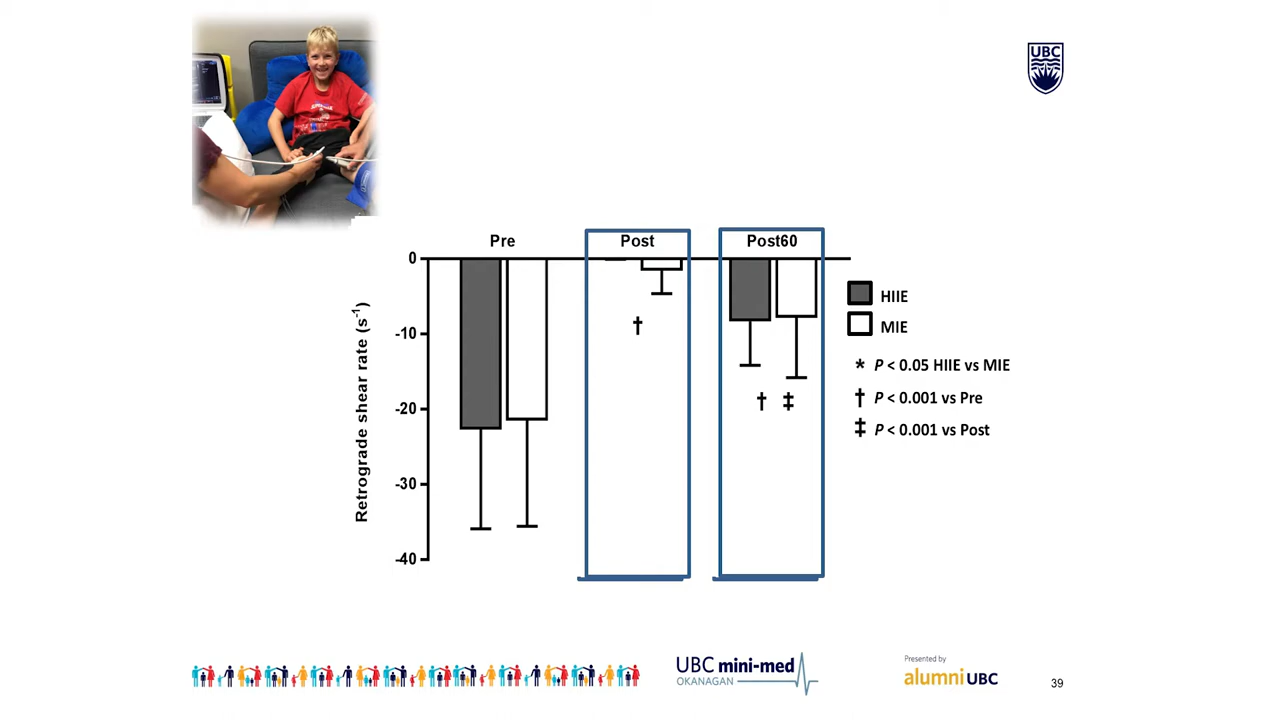 UBC
Pre
Post
Post60
0
-10
-20
-30
-40
Retrograde shear rate (s⁻¹)
†
† ‡
HIIE
MIE
* P < 0.05 HIIE vs MIE
† P < 0.001 vs Pre
‡ P < 0.001 vs Post
UBC mini-med
OKANAGAN
Presented by
alumni UBC
39